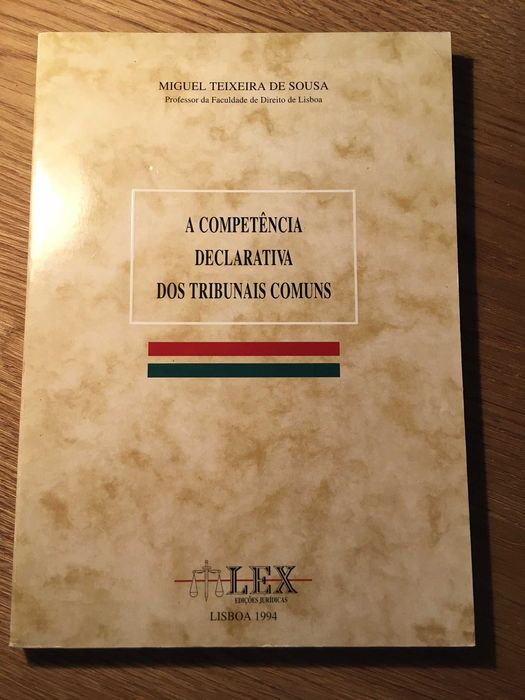 MIGUEL TEIXEIRA DE SOUSA
Professor da Faculdade de Direito de Lisboa
A COMPETÊNCIA
DECLARATIVA
DOS TRIBUNAIS COMUNS
LEX
EDIÇÕES JURÍDICAS
LISBOA 1994